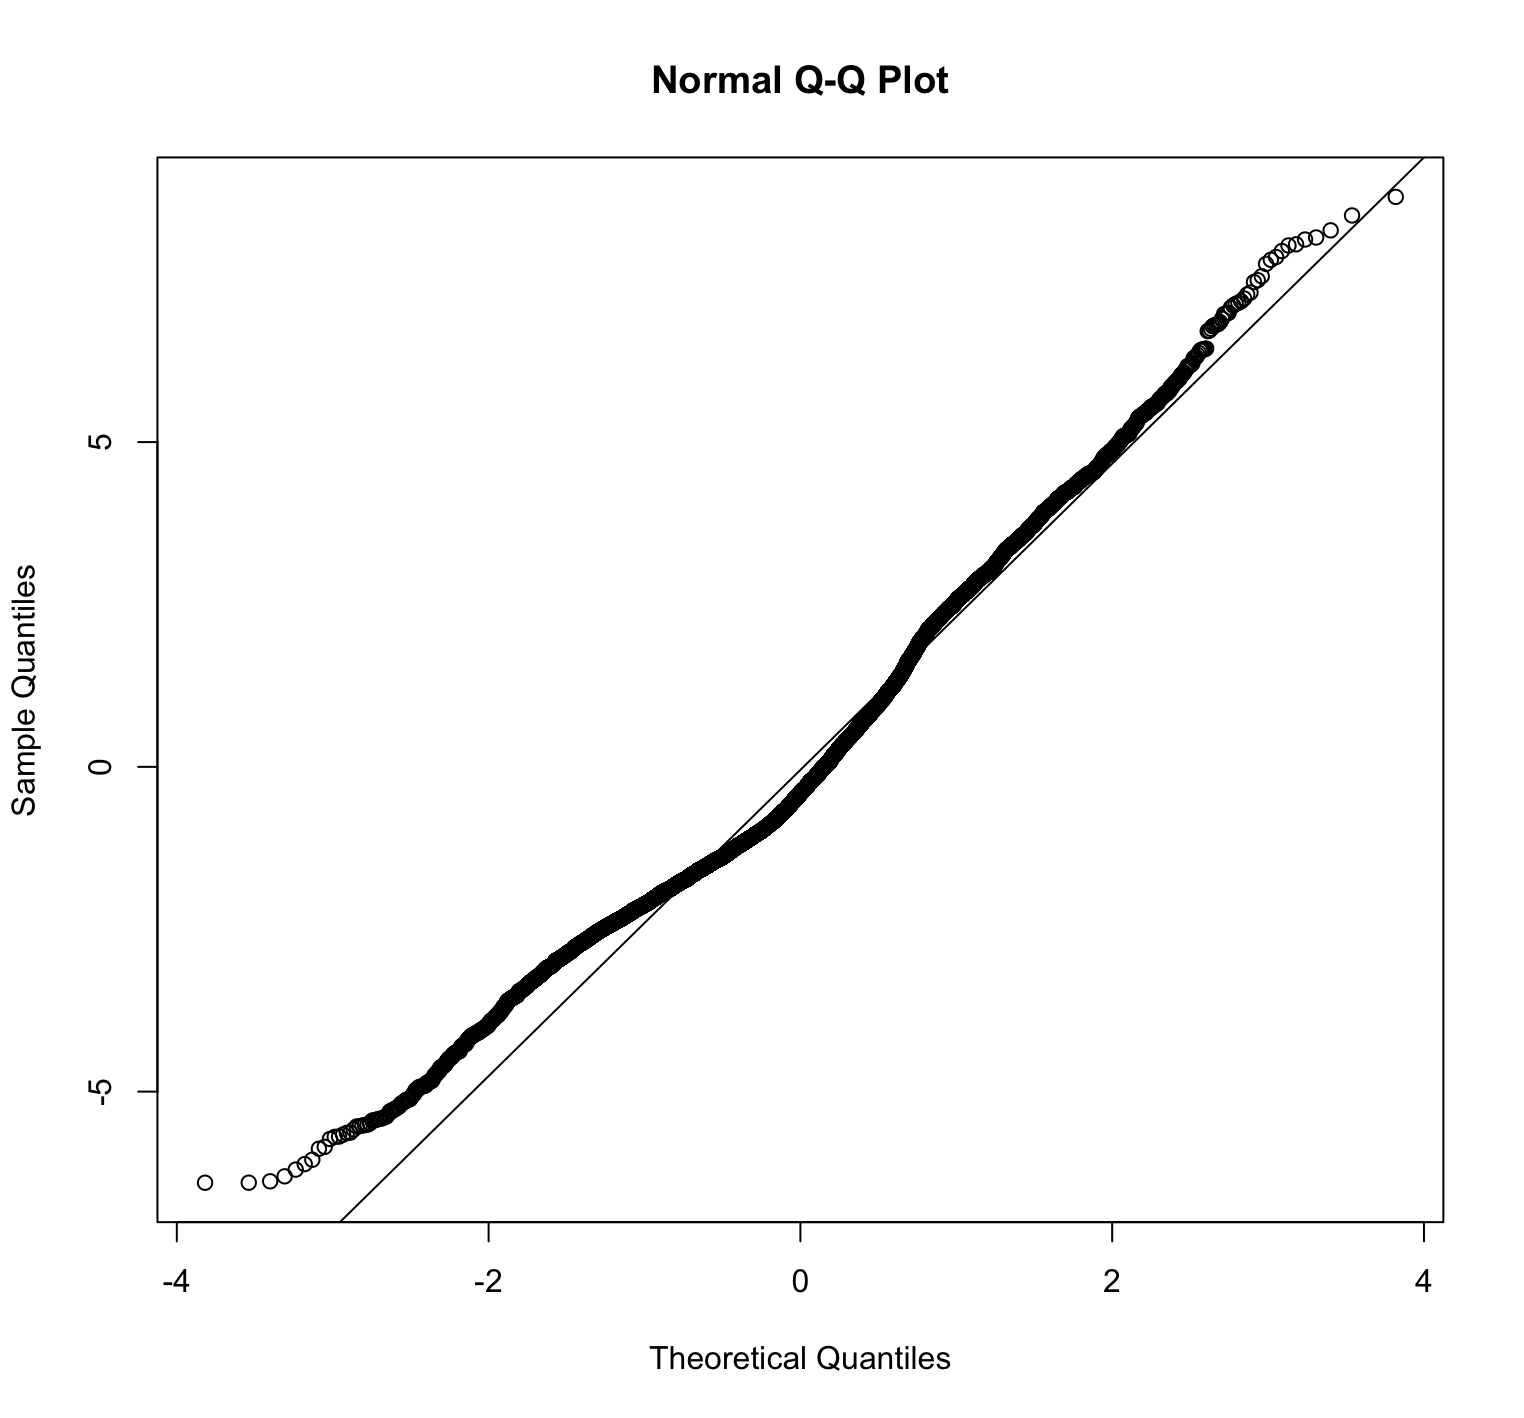 Normal Q-Q Plot
Sample Quantiles
5
0
-5
-4 -2 0 2 4
Theoretical Quantiles